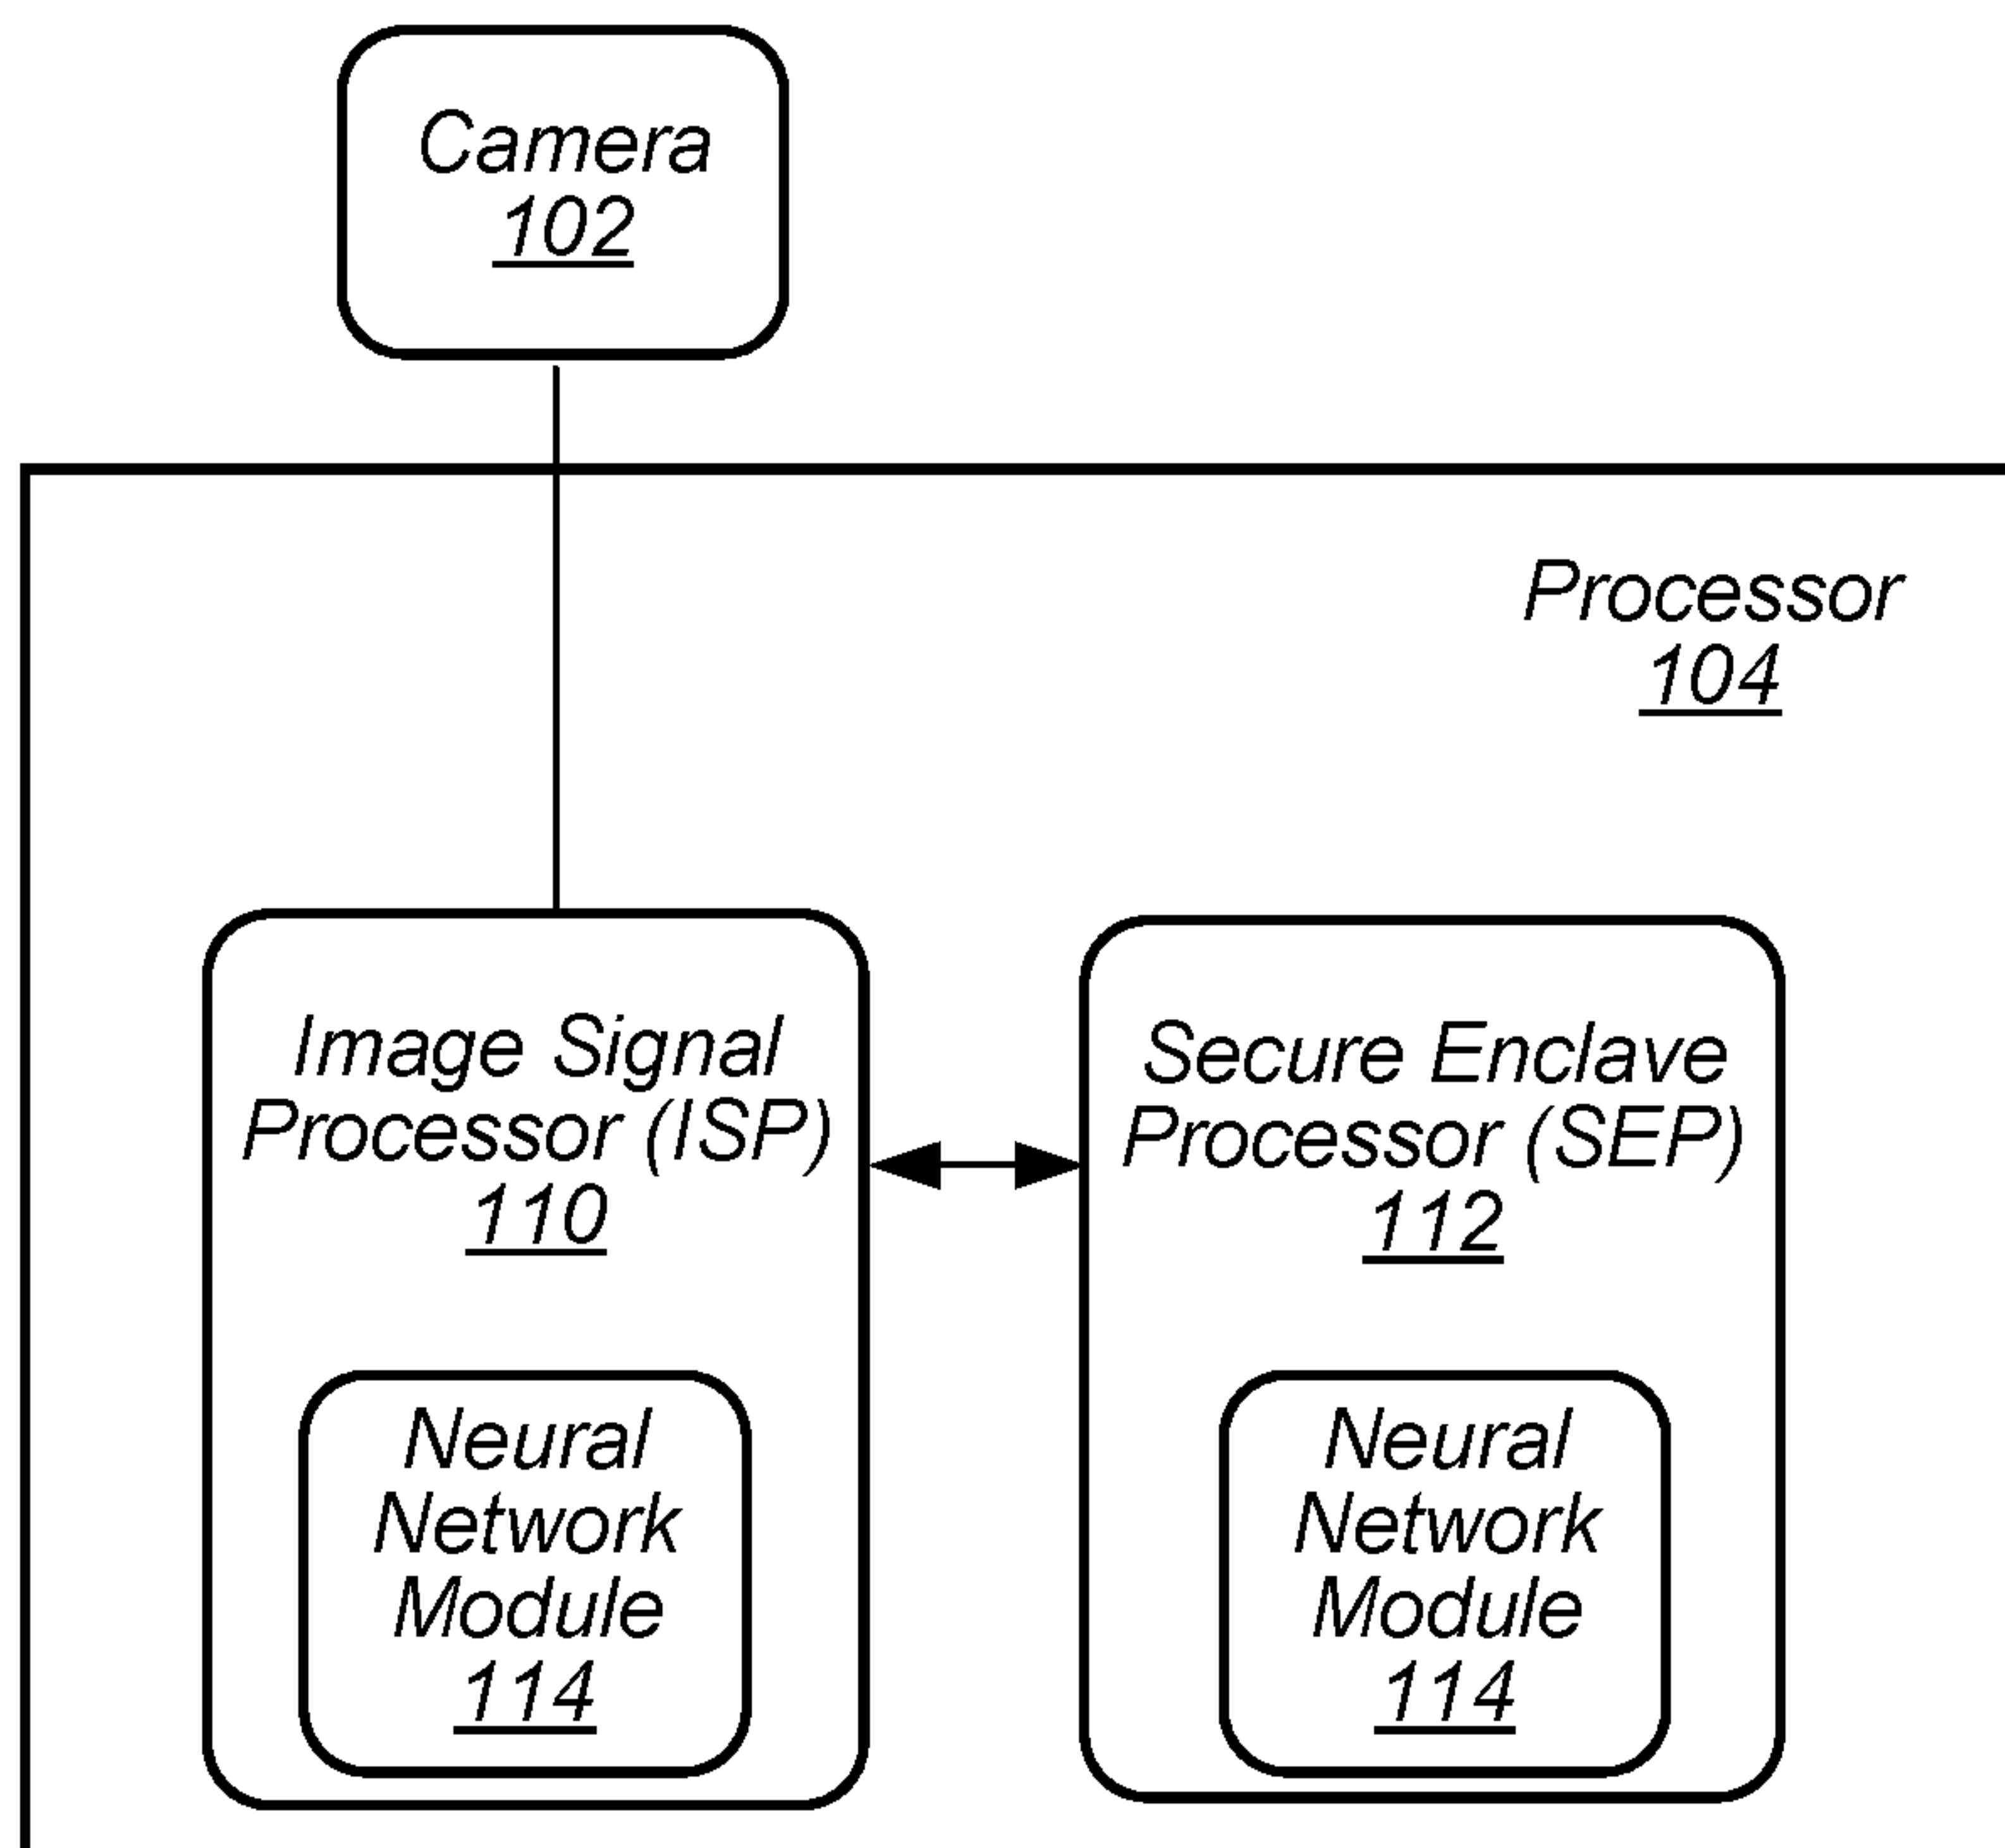 Camera
102
Processor
104
Image Signal
Processor (ISP)
110
Secure Enclave
Processor (SEP)
112
Neural
Network
Module
114
Neural
Network
Module
114